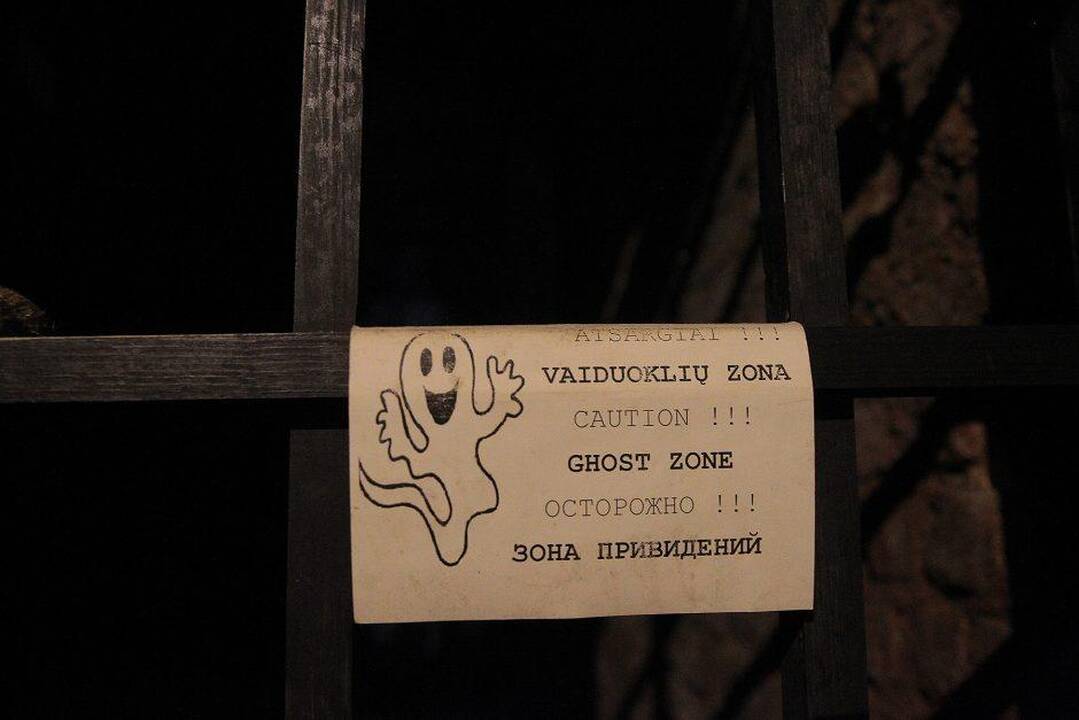 ATSARGIAI !!!
VAIDUOKLIŲ ZONA
CAUTION !!!
GHOST ZONE
ОСТОРОЖНО !!!
ЗОНА ПРИВИДЕНИЙ